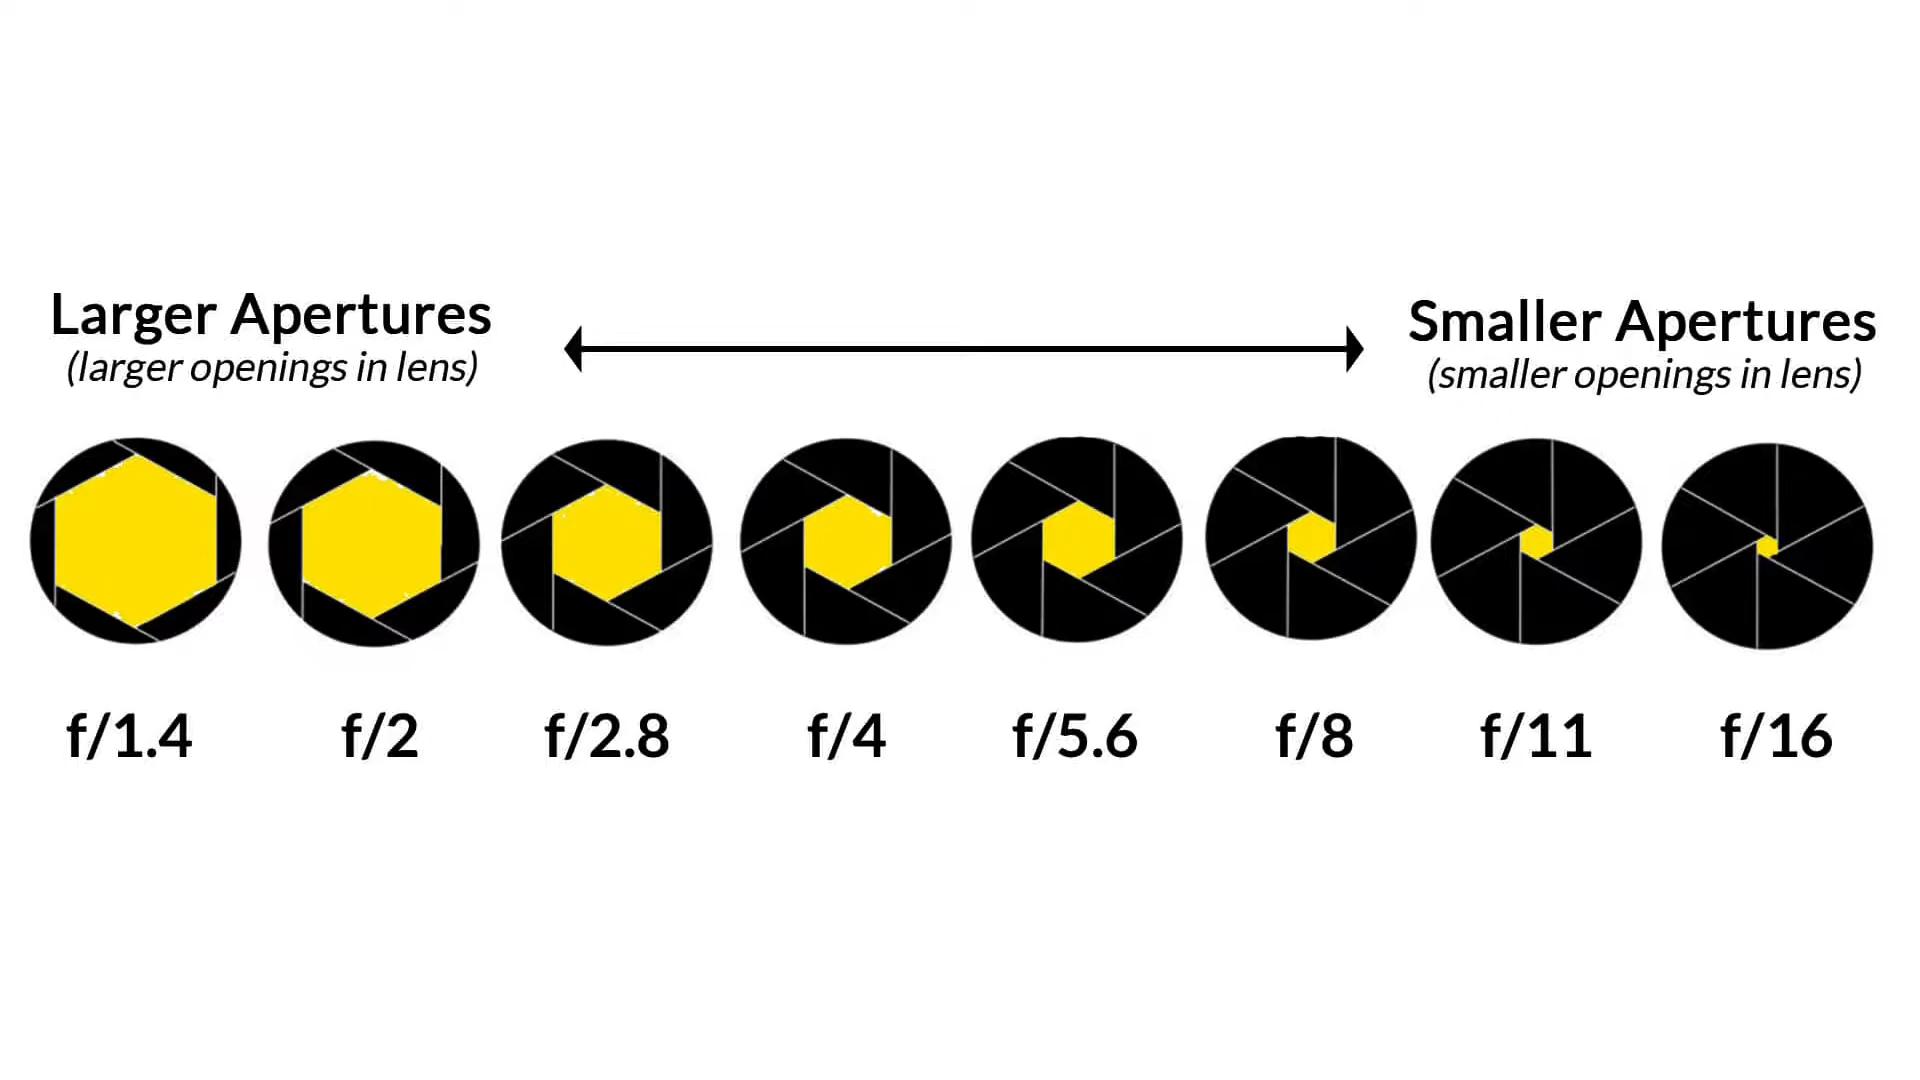 Larger Apertures
(larger openings in lens)
Smaller Apertures
(smaller openings in lens)
f/1.4 f/2 f/2.8 f/4 f/5.6 f/8 f/11 f/16